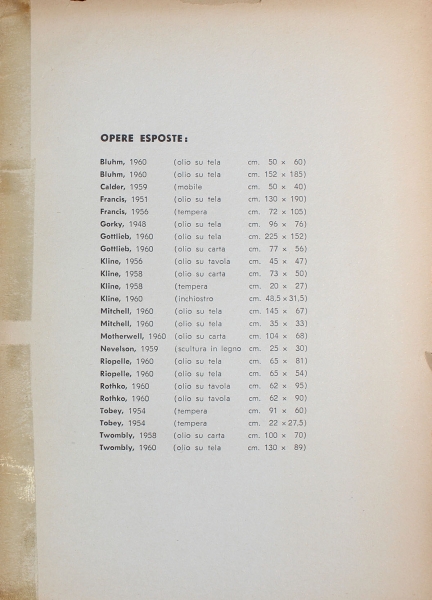 OPERE ESPOSTE:
Bluhm, 1960 (olio su tela cm. 50 × 60)
Bluhm, 1960 (olio su tela cm. 152 × 185)
Calder, 1959 (mobile cm. 50 × 40)
Francis, 1951 (olio su tela cm. 130 × 190)
Francis, 1956 (tempera cm. 72 × 105)
Gorky, 1948 (olio su tela cm. 96 × 76)
Gottlieb, 1960 (olio su tela cm. 225 × 152)
Gottlieb, 1960 (olio su carta cm. 77 × 56)
Kline, 1956 (olio su tavola cm. 45 × 47)
Kline, 1958 (olio su carta cm. 73 × 50)
Kline, 1958 (tempera cm. 20 × 27)
Kline, 1960 (inchiostro cm. 48.5 × 31.5)
Mitchell, 1960 (olio su tela cm. 145 × 67)
Mitchell, 1960 (olio su tela cm. 35 × 33)
Motherwell, 1960 (olio su carta cm. 104 × 68)
Nevelson, 1959 (scultura in legno cm. 25 × 30)
Riopelle, 1960 (olio su tela cm. 65 × 81)
Riopelle, 1960 (olio su tela cm. 65 × 54)
Rothko, 1960 (olio su tavola cm. 62 × 95)
Rothko, 1960 (olio su tavola cm. 62 × 90)
Tobey, 1954 (tempera cm. 91 × 60)
Tobey, 1954 (tempera cm. 22 × 27.5)
Twombly, 1958 (olio su carta cm. 100 × 70)
Twombly, 1960 (olio su tela cm. 130 × 89)